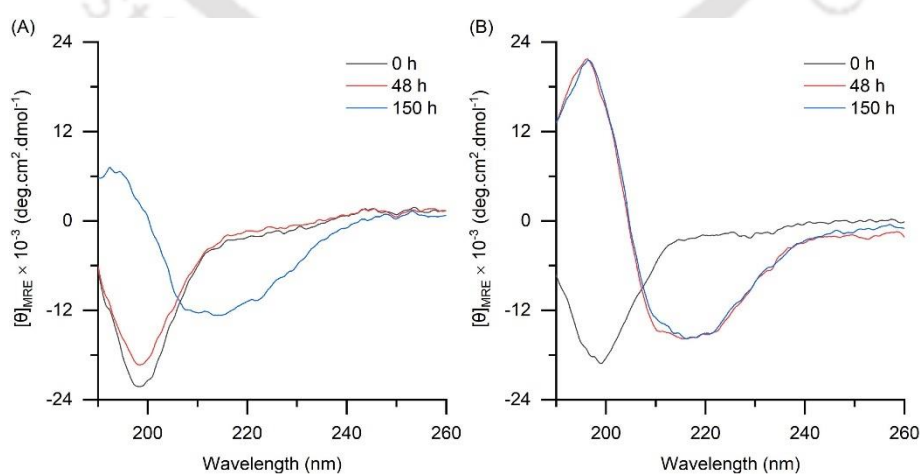 (A)
24
12
0
-12
-24
[θ]MRE × 10⁻³ (deg.cm².dmol⁻¹)
0 h
48 h
150 h
200
220
240
260
Wavelength (nm)
(B)
24
12
0
-12
-24
[θ]MRE × 10⁻³ (deg.cm².dmol⁻¹)
0 h
48 h
150 h
200
220
240
260
Wavelength (nm)